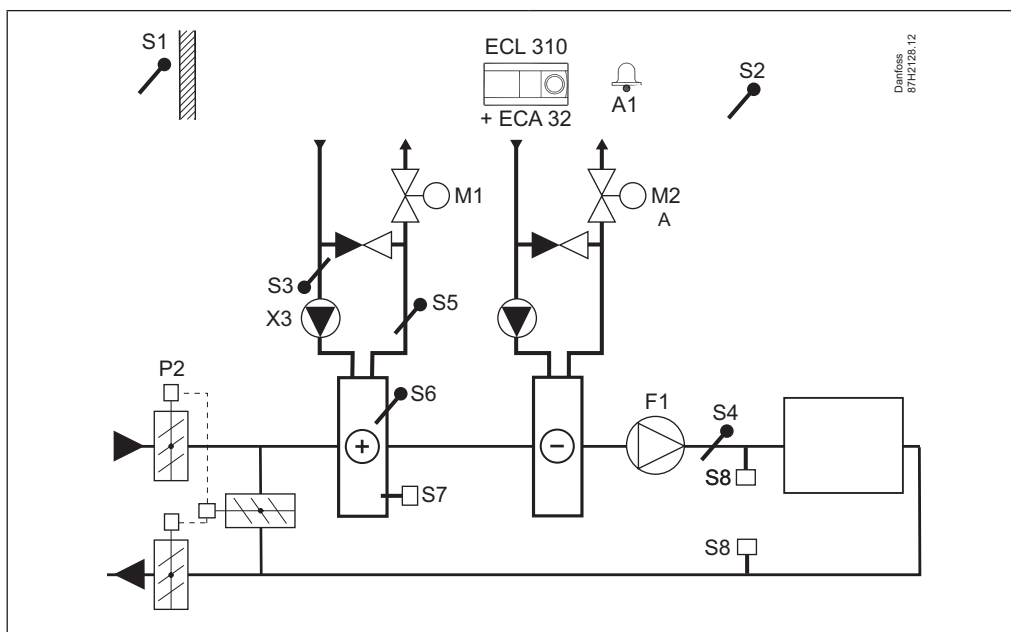 S1
ECL 310
+ ECA 32
A1
S2
Danfoss
87H2128.12
M1
M2
A
S3
S5
X3
P2
S6
F1
S4
+
−
S8
S7
S8